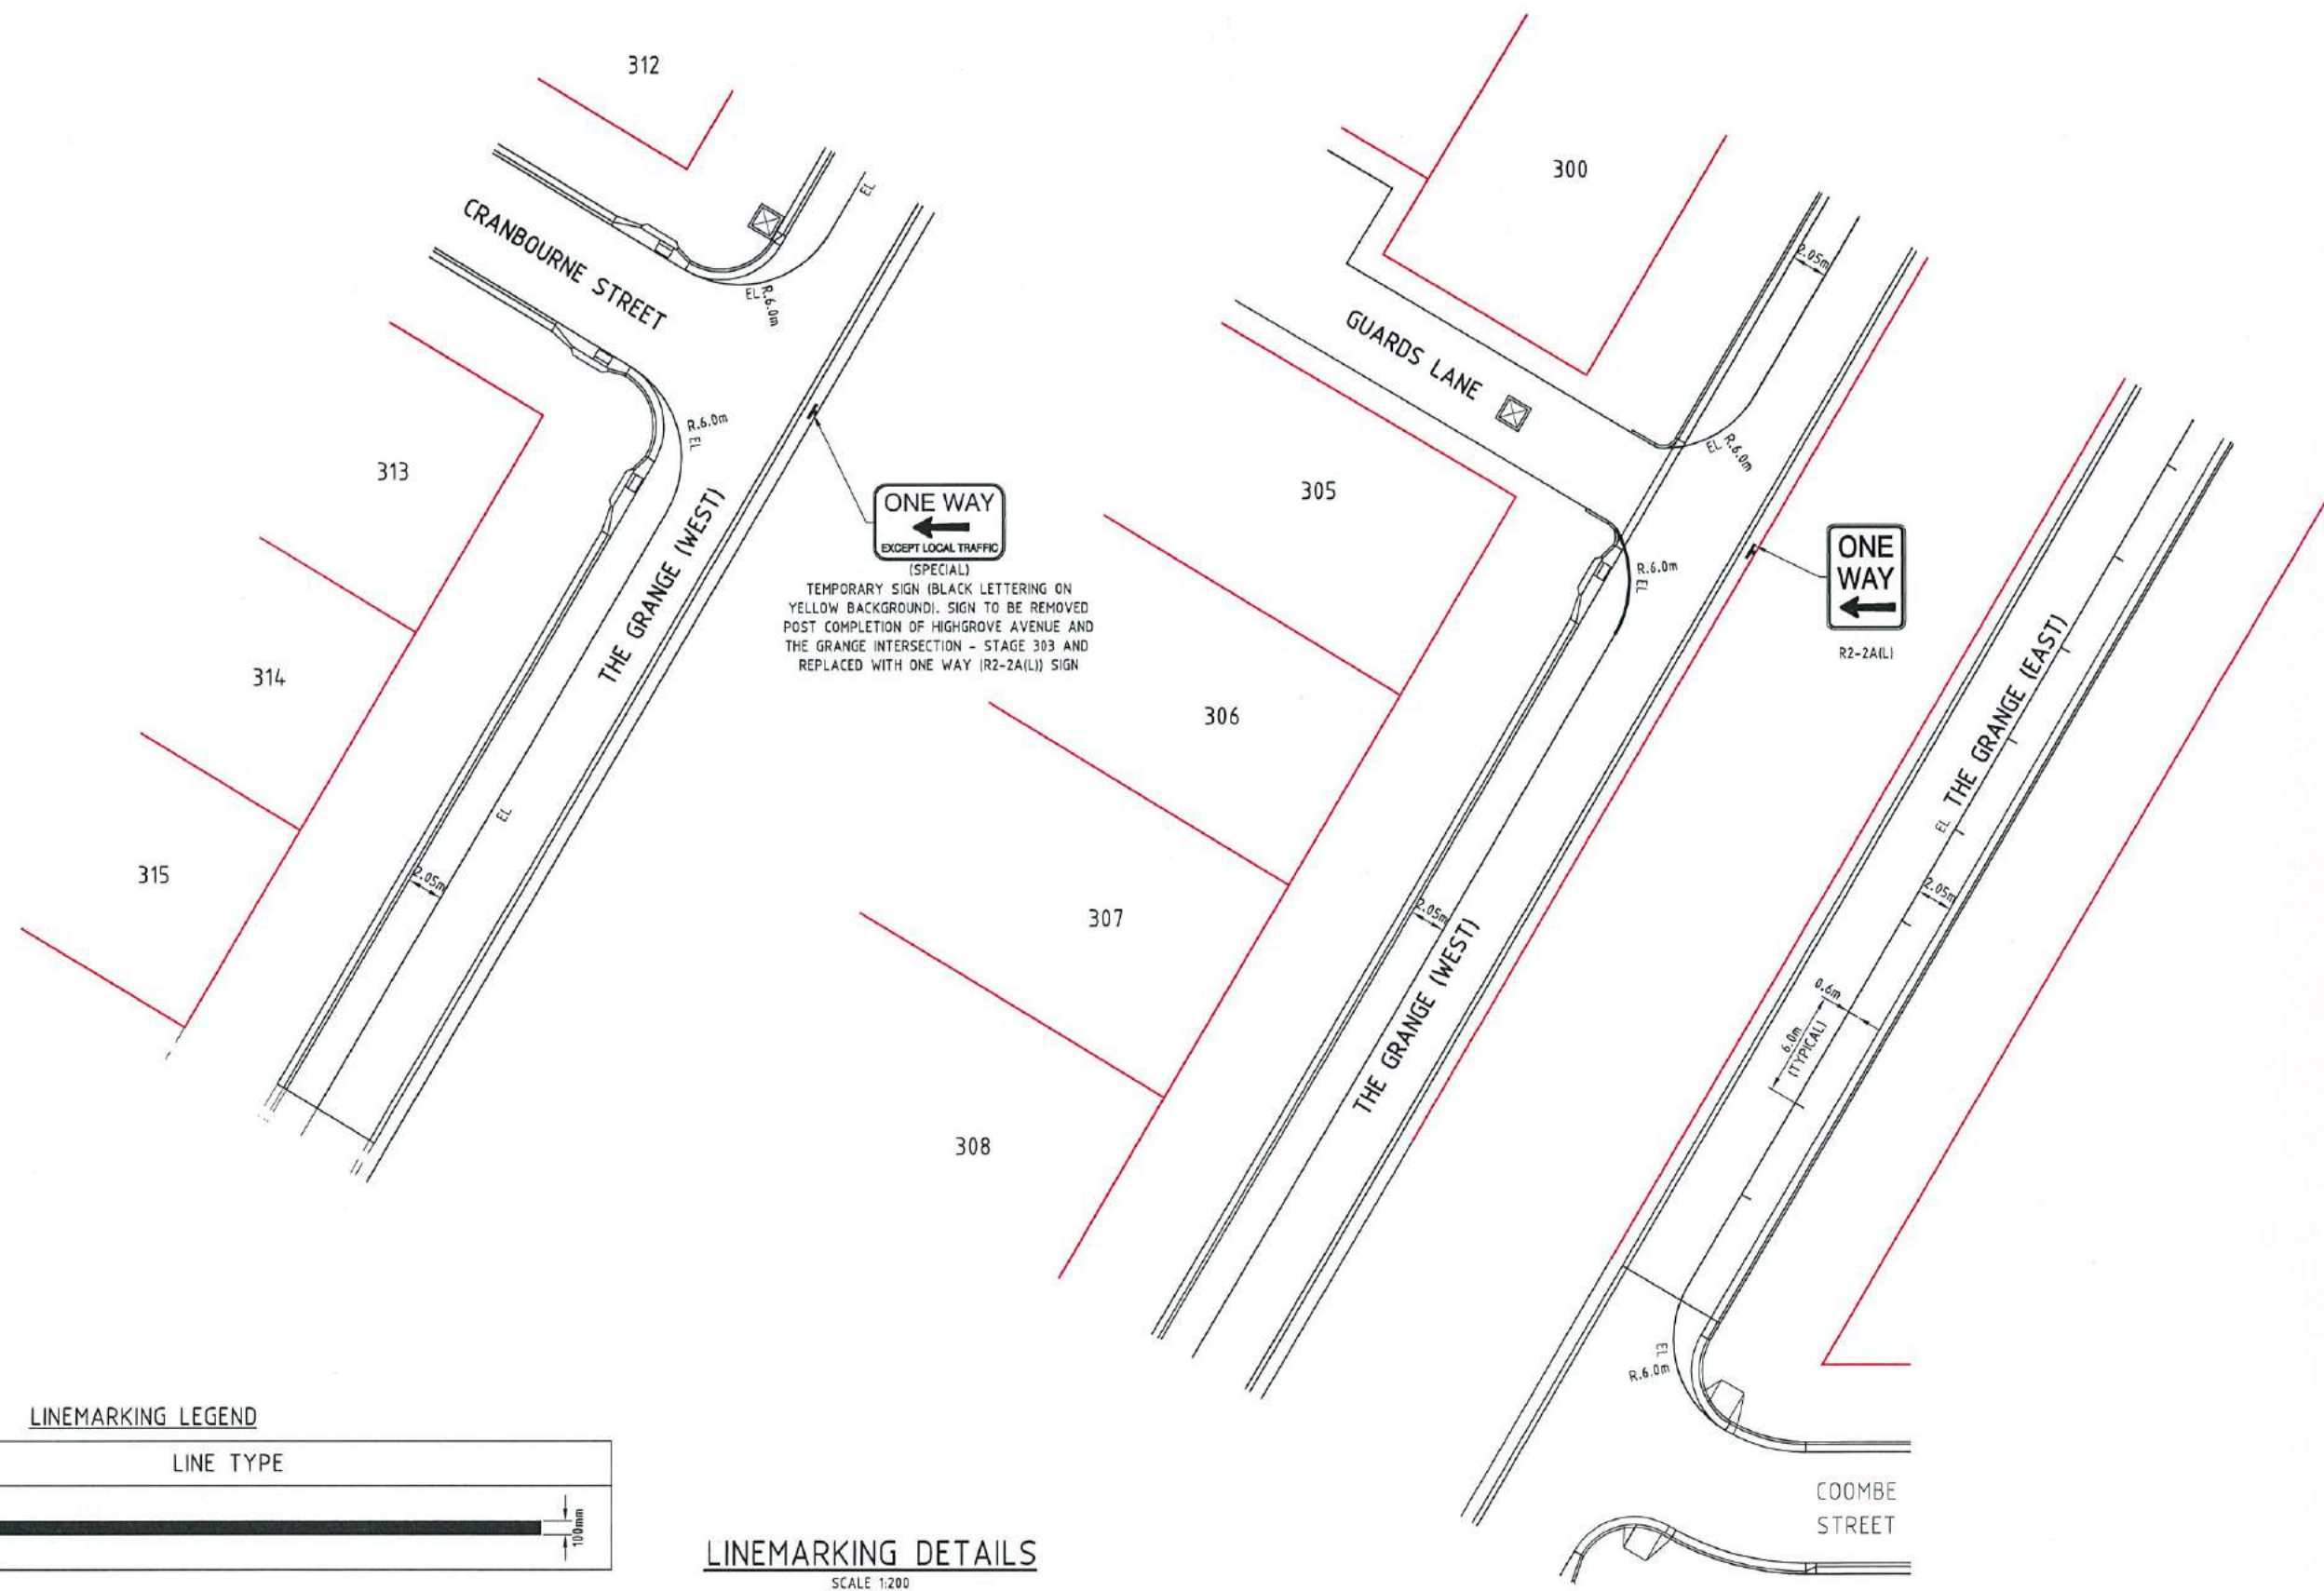 312
CRANBOURNE STREET
EL
EL
R.6.0m
R.6.0m
EL
313
314
315
THE GRANGE (WEST)
EL
2.05m
ONE WAY
EXCEPT LOCAL TRAFFIC
(SPECIAL)
TEMPORARY SIGN (BLACK LETTERING ON
YELLOW BACKGROUND). SIGN TO BE REMOVED
POST COMPLETION OF HIGHGROVE AVENUE AND
THE GRANGE INTERSECTION - STAGE 303 AND
REPLACED WITH ONE WAY (R2-2A(L)) SIGN
300
2.05m
GUARDS LANE
EL R.6.0m
305
R.6.0m
EL
306
307
308
2.05m
THE GRANGE (WEST)
ONE
WAY
R2-2A(L)
THE GRANGE (EAST)
EL
2.05m
0.6m
6.0m
(TYPICAL)
EL
R.6.0m
COOMBE
STREET
LINEMARKING LEGEND
LINE TYPE
100mm
LINEMARKING DETAILS
SCALE 1:200